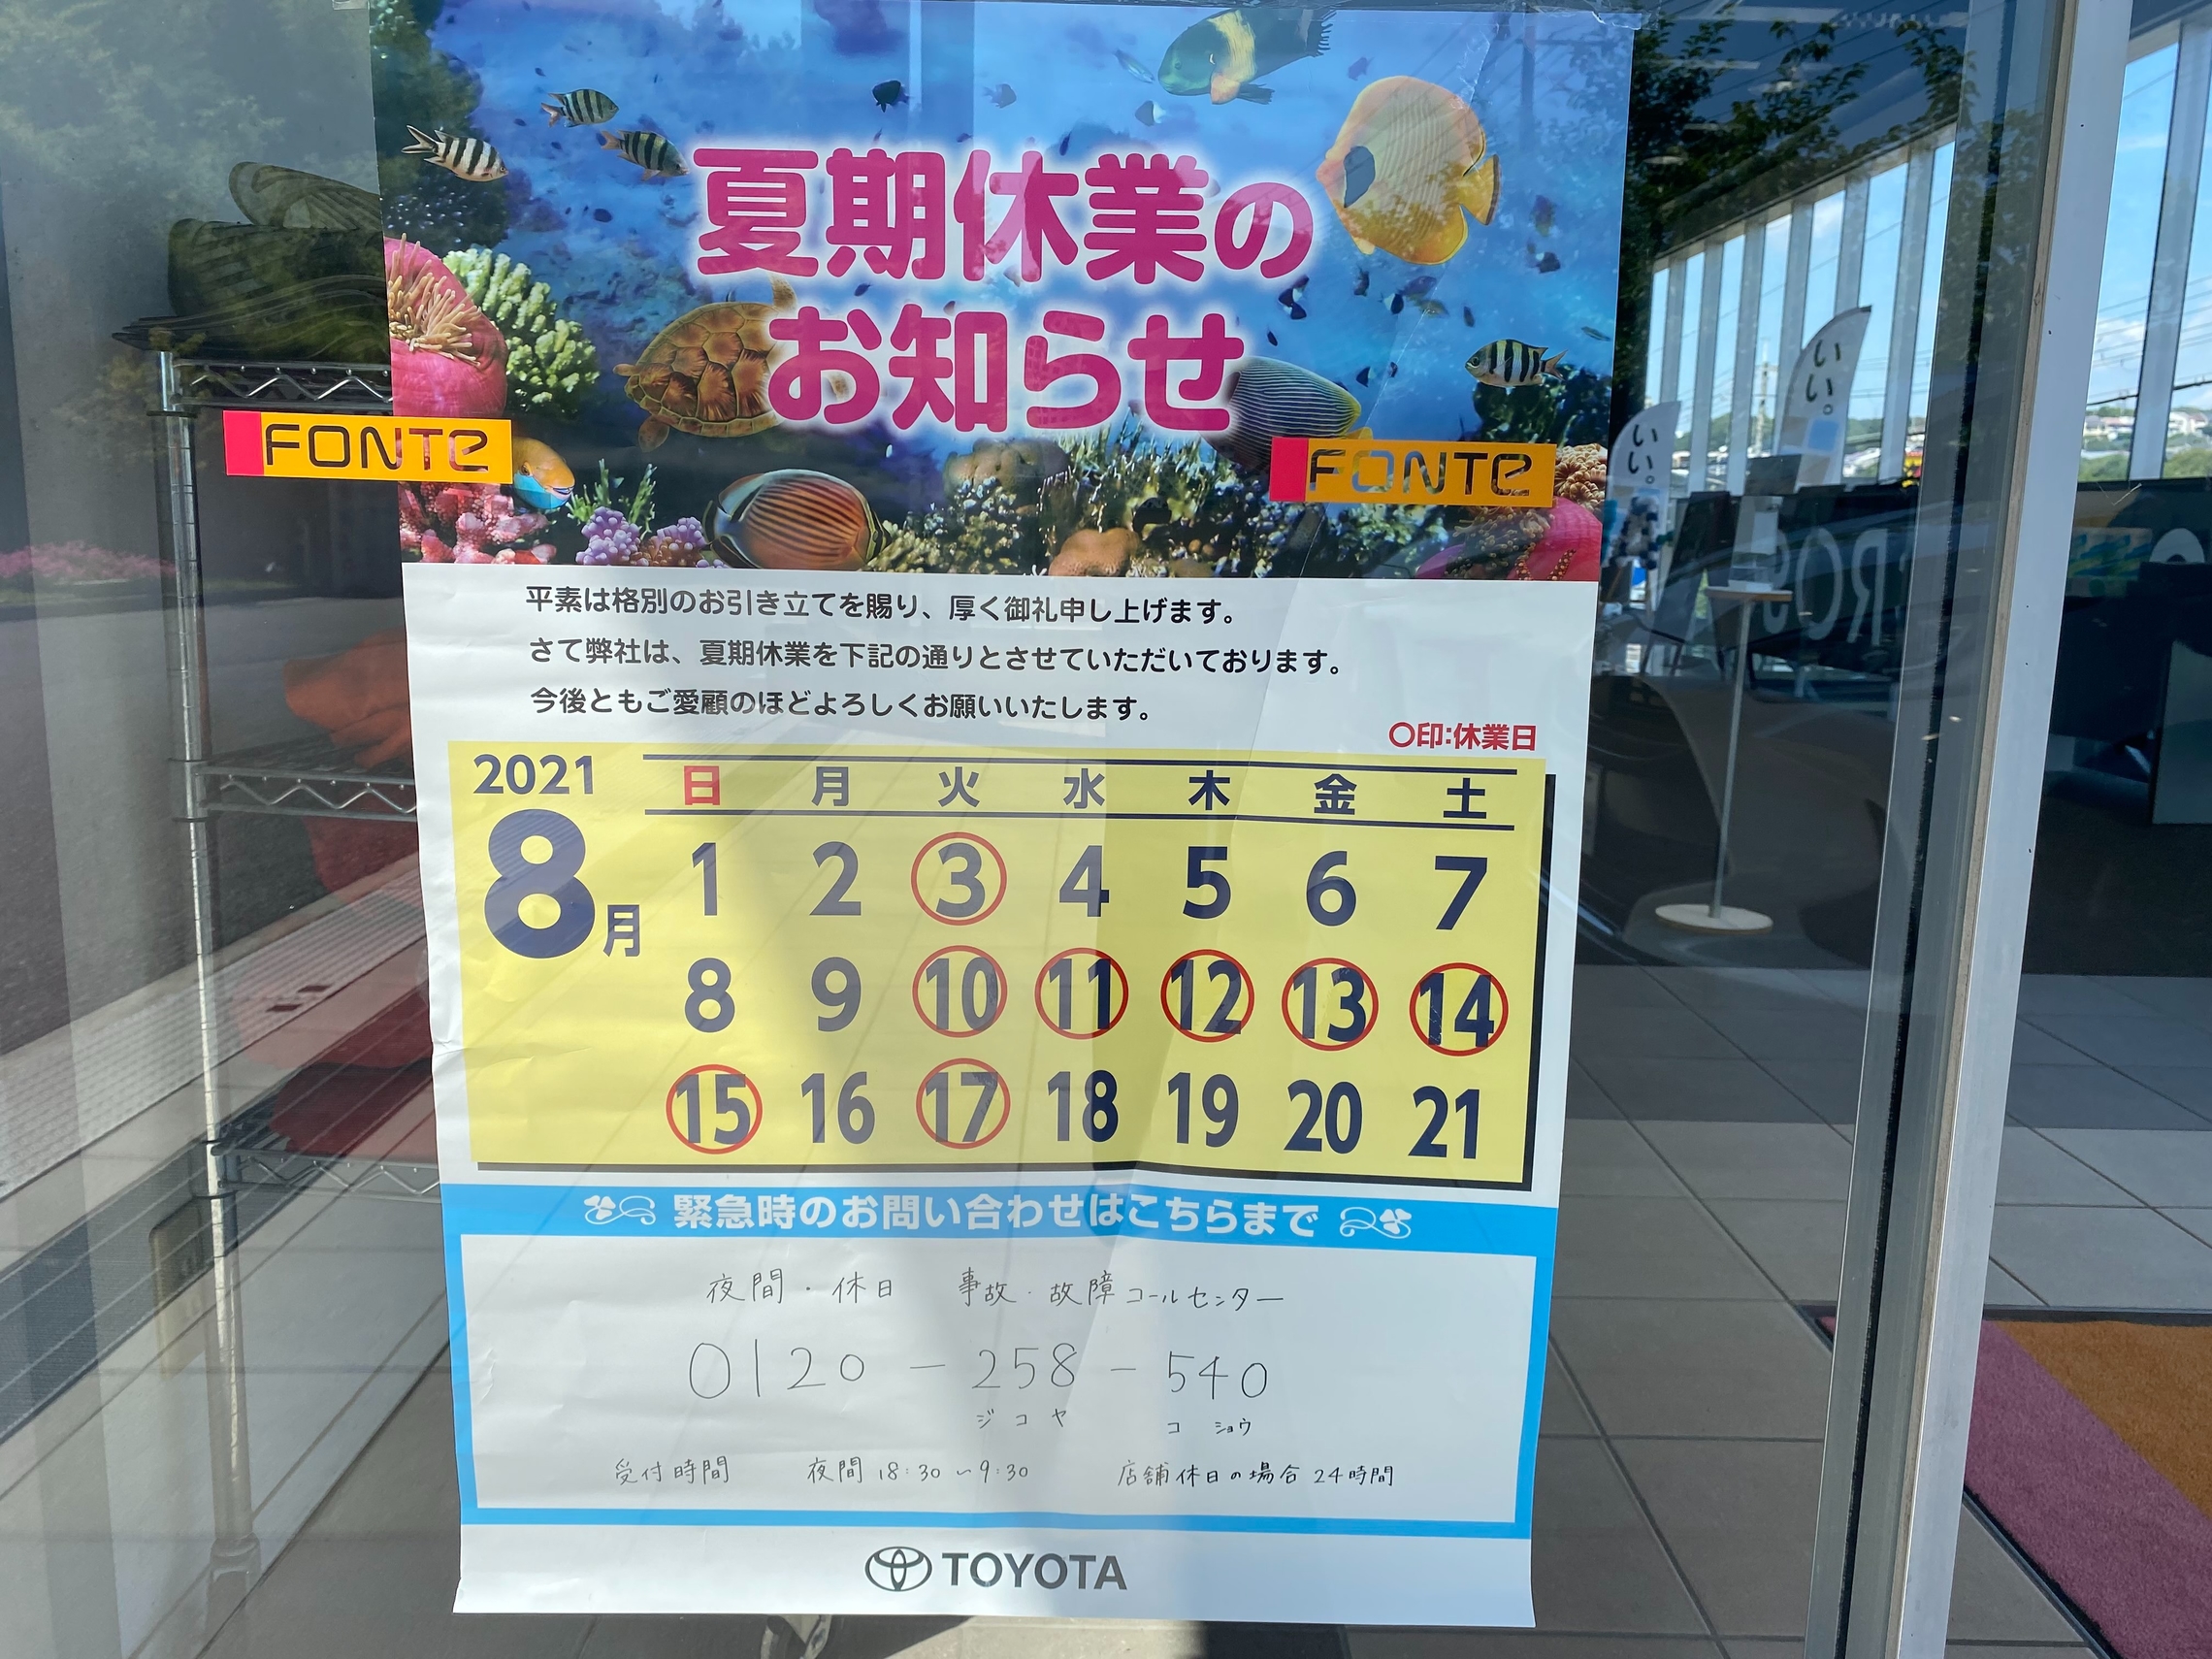 夏期休業の
お知らせ
FONTE
FONTE
いい。
いい。
平素は格別のお引き立てを賜り、厚く御礼申し上げます。
さて弊社は、夏期休業を下記の通りとさせていただいております。
今後ともご愛顧のほどよろしくお願いいたします。
〇印:休業日
2021
8月
日 月 火 水 木 金 土
1 2 3 4 5 6 7
8 9 10 11 12 13 14
15 16 17 18 19 20 21
緊急時のお問い合わせはこちらまで
夜間・休日 事故・故障コールセンター
0120-258-540
ジコヤ コショウ
受付時間 夜間 18:30~9:30 店舗休日の場合 24時間
TOYOTA